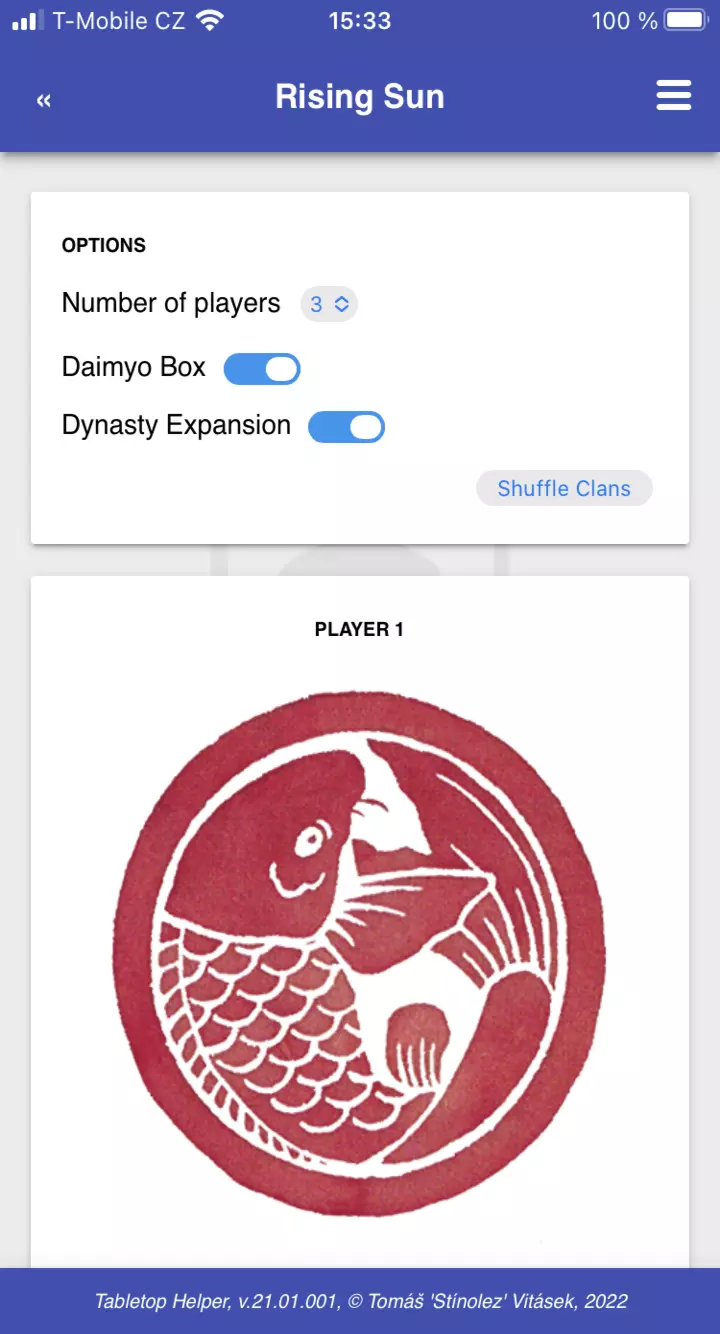 T-Mobile CZ 15:33 100 %
« Rising Sun
OPTIONS
Number of players 3
Daimyo Box
Dynasty Expansion
Shuffle Clans
PLAYER 1
Tabletop Helper, v.21.01.001, © Tomáš 'Stínolez' Vitásek, 2022